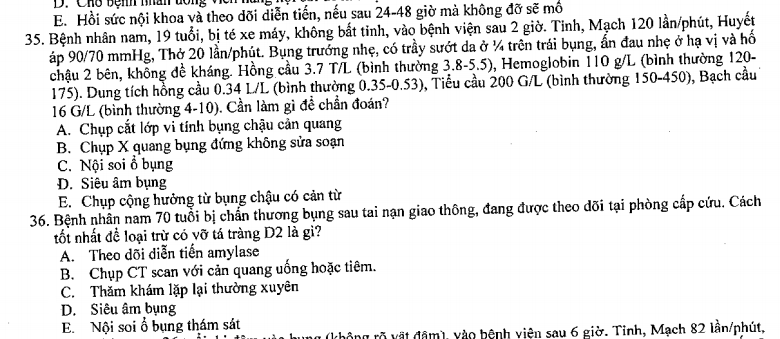 D. Cho bệnh nhân uống
E. Hồi sức nội khoa và theo dõi diễn tiến, nếu sau 24-48 giờ mà không đỡ sẽ mổ
35. Bệnh nhân nam, 19 tuổi, bị té xe máy, không bất tỉnh, vào bệnh viện sau 2 giờ. Tỉnh, Mạch 120 lần/phút, Huyết
áp 90/70 mmHg, Thở 20 lần/phút. Bụng trướng nhẹ, có trầy sướt da ở ¼ trên trái bụng, ấn đau nhẹ ở hạ vị và hố
chậu 2 bên, không đề kháng. Hồng cầu 3.7 T/L (bình thường 3.8-5.5), Hemoglobin 110 g/L (bình thường 120-
175). Dung tích hồng cầu 0.34 L/L (bình thường 0.35-0.53), Tiểu cầu 200 G/L (bình thường 150-450), Bạch cầu
16 G/L (bình thường 4-10). Cần làm gì để chẩn đoán?
A. Chụp cắt lớp vi tính bụng chậu cản quang
B. Chụp X quang bụng đứng không sửa soạn
C. Nội soi ổ bụng
D. Siêu âm bụng
E. Chụp cộng hưởng từ bụng chậu có cản từ
36. Bệnh nhân nam 70 tuổi bị chấn thương bụng sau tai nạn giao thông, đang được theo dõi tại phòng cấp cứu. Cách
tốt nhất để loại trừ có vỡ tá tràng D2 là gì?
A. Theo dõi diễn tiến amylase
B. Chụp CT scan với cản quang uống hoặc tiêm.
C. Thăm khám lặp lại thường xuyên
D. Siêu âm bụng
E. Nội soi ổ bụng thám sát
bụng (không rõ vật đâm), vào bệnh viện sau 6 giờ. Tỉnh, Mạch 82 lần/phút,